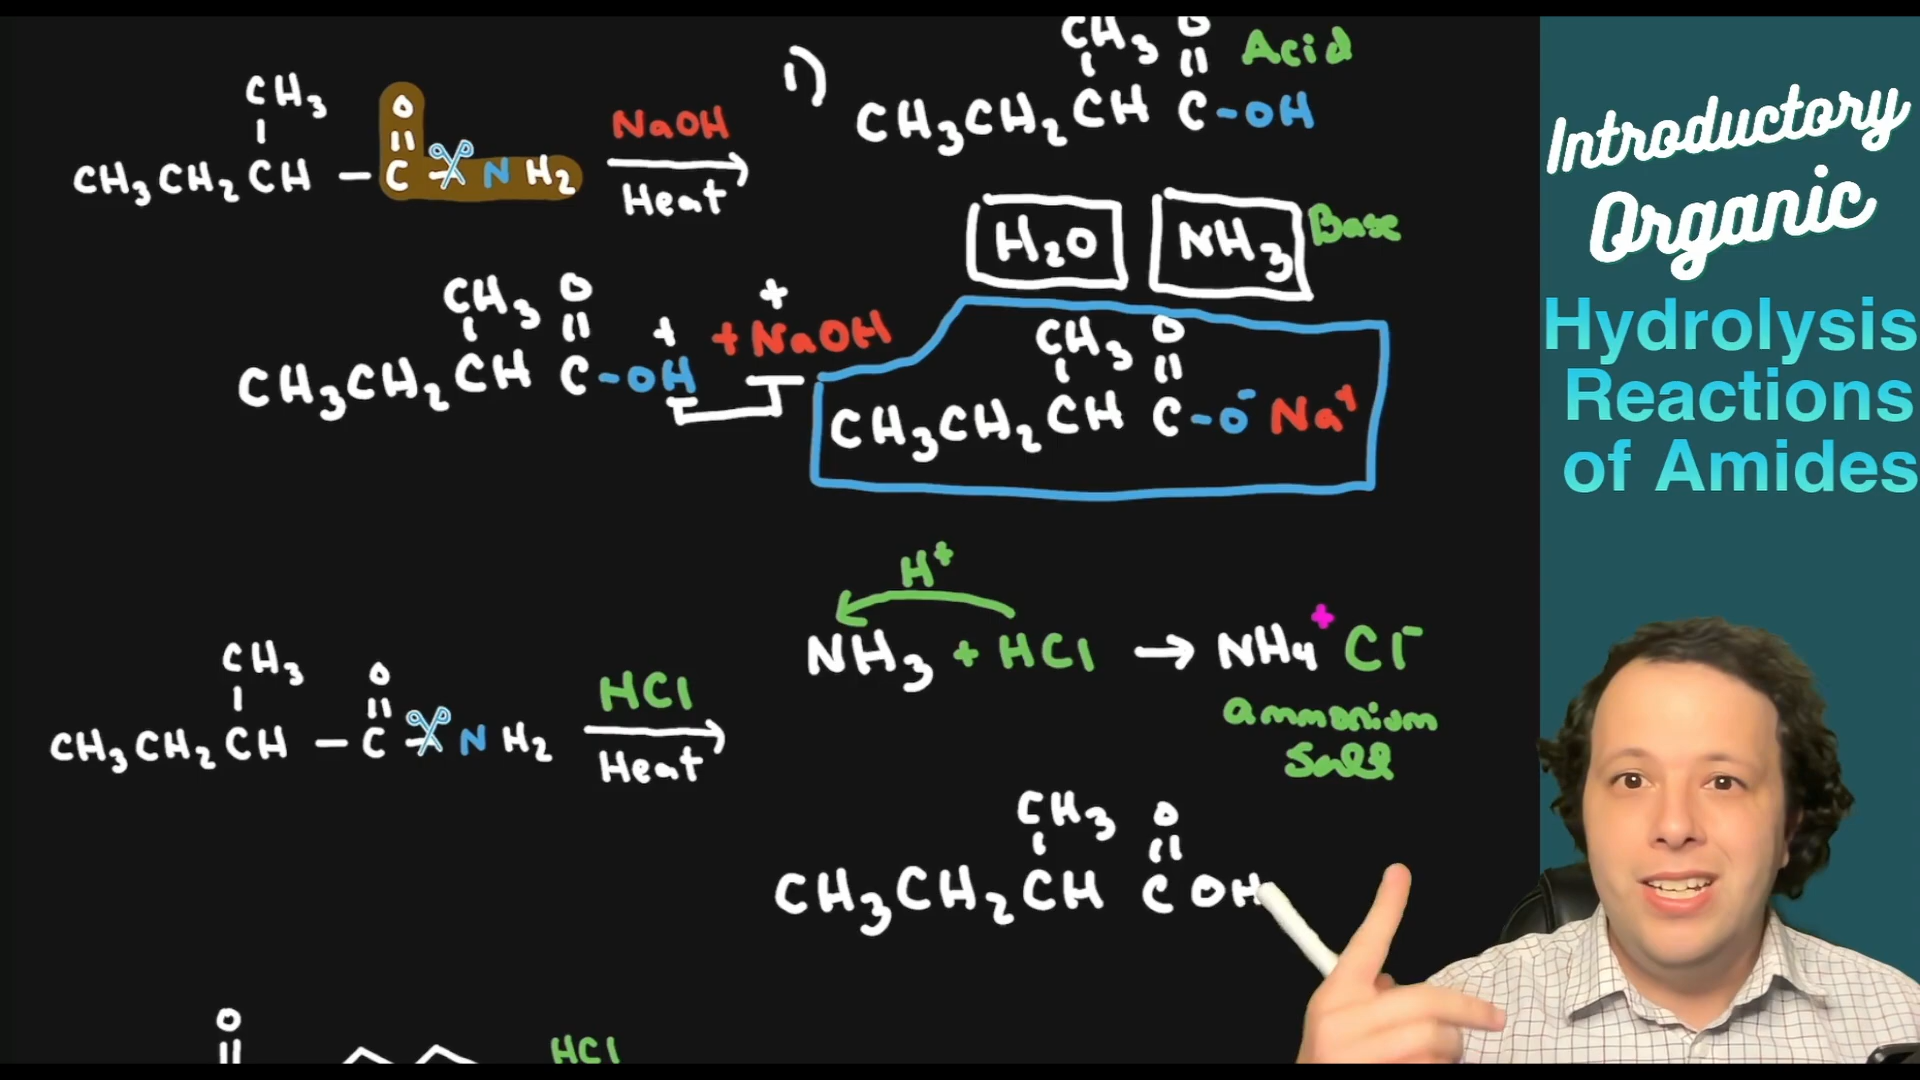 CH3 O Acid
1) CH3CH2CH C-OH
CH3 O
CH3CH2CH - C - NH2
NaOH
Heat
H2O NH3 Base
CH3 O + + NaOH
CH3CH2CH C-OH
CH3 O
CH3CH2CH C-O⁻ Na⁺
H⁺
NH3 + HCl → NH4⁺ Cl⁻
ammonium
Salt
CH3 O
CH3CH2CH - C - NH2
HCl
Heat
CH3 O
CH3CH2CH C OH
O
HCl
Introductory
Organic
Hydrolysis
Reactions
of Amides